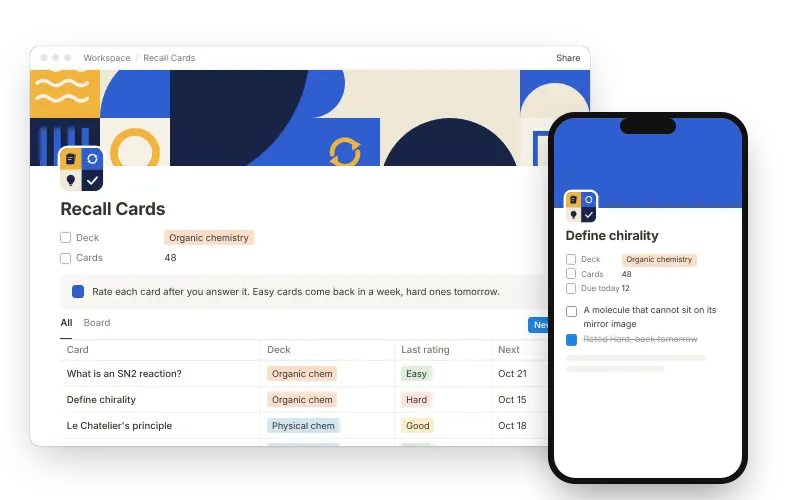 Workspace / Recall Cards
Share
Recall Cards
Deck Organic chemistry
Cards 48
Rate each card after you answer it. Easy cards come back in a week, hard ones tomorrow.
All Board
Card Deck Last rating Next
What is an SN2 reaction? Organic chem Easy Oct 21
Define chirality Organic chem Hard Oct 15
Le Chatelier's principle Physical chem Good Oct 18
Define chirality
Deck Organic chemistry
Cards 48
Due today 12
A molecule that cannot sit on its
mirror image
Rated Hard, back tomorrow